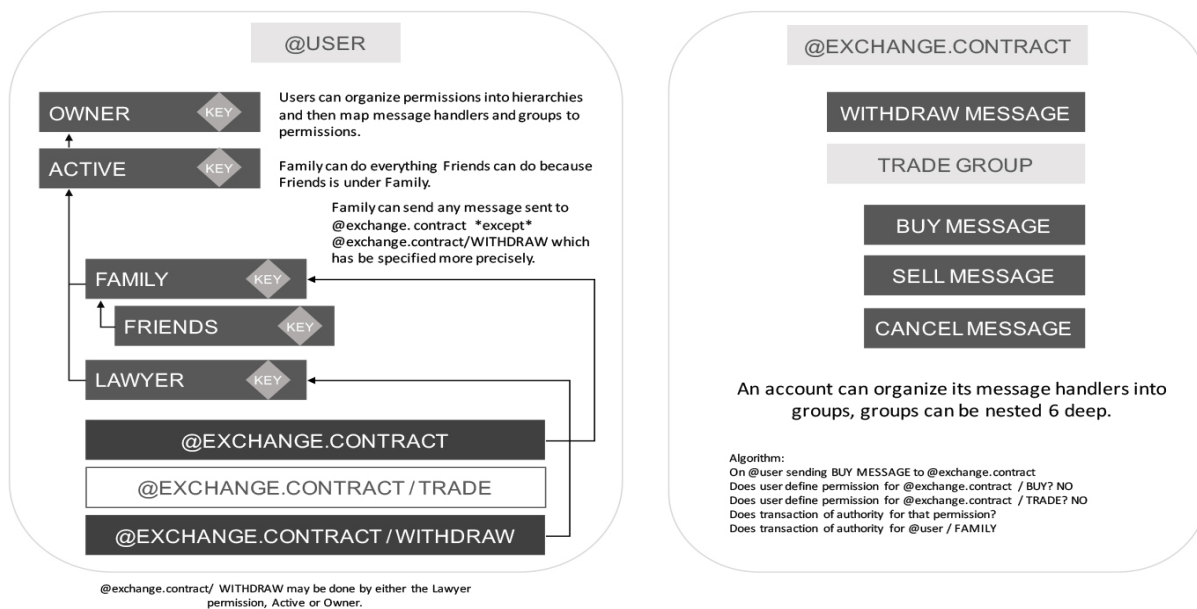 @USER
OWNER KEY
Users can organize permissions into hierarchies
and then map message handlers and groups to
permissions.
ACTIVE KEY
Family can do everything Friends can do because
Friends is under Family.
Family can send any message sent to
@exchange. contract *except*
@exchange.contract/WITHDRAW which
has be specified more precisely.
FAMILY KEY
FRIENDS KEY
LAWYER KEY
@EXCHANGE.CONTRACT
@EXCHANGE.CONTRACT / TRADE
@EXCHANGE.CONTRACT / WITHDRAW
@exchange.contract/ WITHDRAW may be done by either the Lawyer
permission, Active or Owner.
@EXCHANGE.CONTRACT
WITHDRAW MESSAGE
TRADE GROUP
BUY MESSAGE
SELL MESSAGE
CANCEL MESSAGE
An account can organize its message handlers into
groups, groups can be nested 6 deep.
Algorithm:
On @user sending BUY MESSAGE to @exchange.contract
Does user define permission for @exchange.contract / BUY? NO
Does user define permission for @exchange.contract / TRADE? NO
Does transaction of authority for that permission?
Does transaction of authority for @user / FAMILY